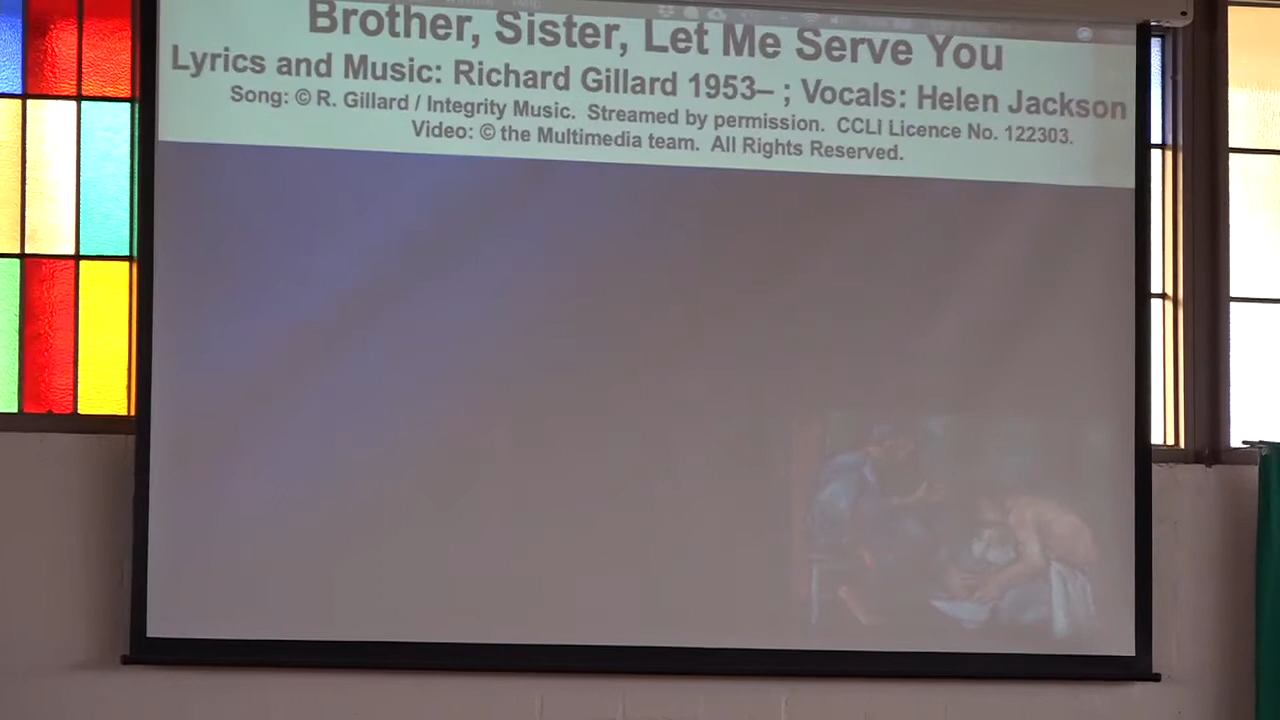 Brother, Sister, Let Me Serve You
Lyrics and Music: Richard Gillard 1953– ; Vocals: Helen Jackson
Song: © R. Gillard / Integrity Music. Streamed by permission. CCLI Licence No. 122303.
Video: © the Multimedia team. All Rights Reserved.